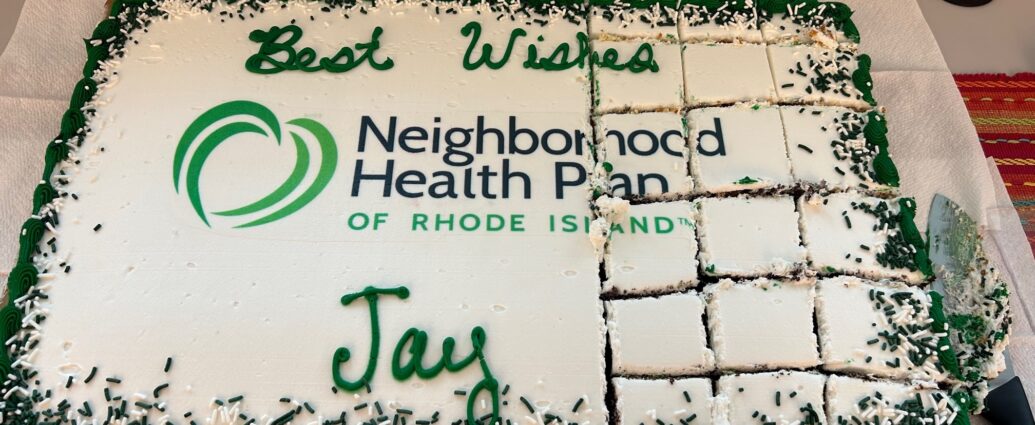 Best Wishes
Neighborhood
Health Plan
OF RHODE ISLAND™
Jay